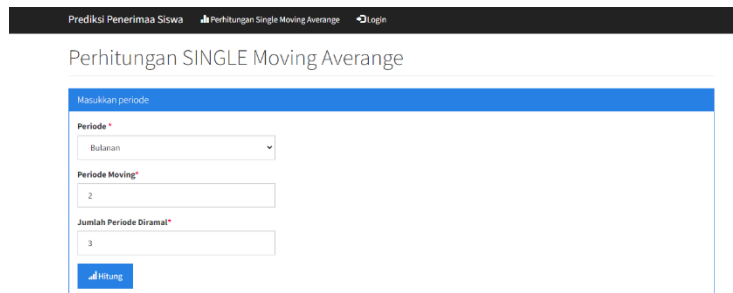 Prediksi Penerimaa Siswa Perhitungan Single Moving Averange Login
Perhitungan SINGLE Moving Averange
Masukkan periode
Periode *
Bulanan
Periode Moving*
2
Jumlah Periode Diramal*
3
Hitung